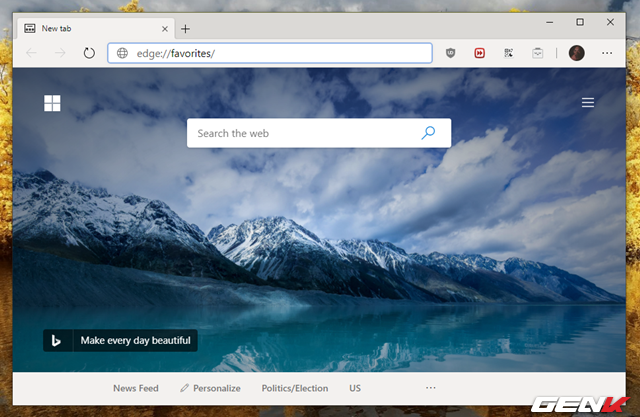 New tab
edge://favorites/
Search the web
Make every day beautiful
News Feed Personalize Politics/Election US ...
GENK